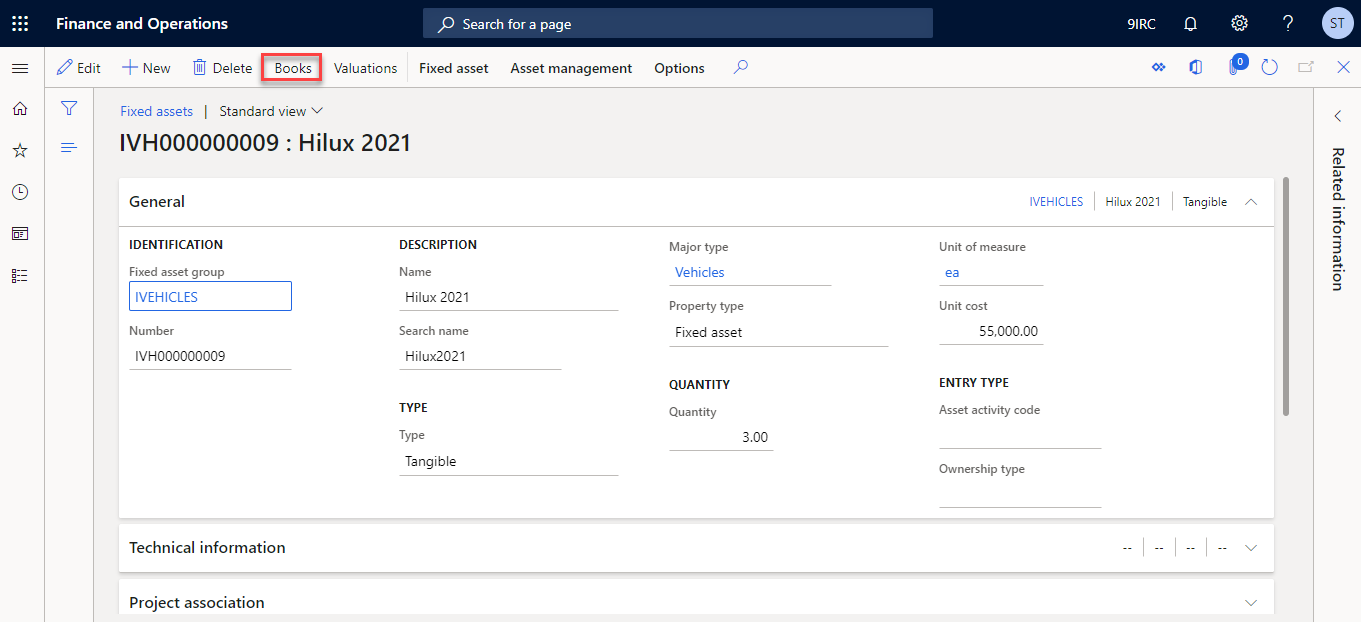 Finance and Operations
Search for a page
9IRC
?
ST
Edit
New
Delete
Books
Valuations
Fixed asset
Asset management
Options
0
Fixed assets | Standard view
IVH000000009 : Hilux 2021
Related information
General
IVEHICLES
Hilux 2021
Tangible
IDENTIFICATION
Fixed asset group
IVEHICLES
Number
IVH000000009
DESCRIPTION
Name
Hilux 2021
Search name
Hilux2021
TYPE
Type
Tangible
Major type
Vehicles
Property type
Fixed asset
QUANTITY
Quantity
3.00
Unit of measure
ea
Unit cost
55,000.00
ENTRY TYPE
Asset activity code
Ownership type
Technical information
--
--
--
--
Project association